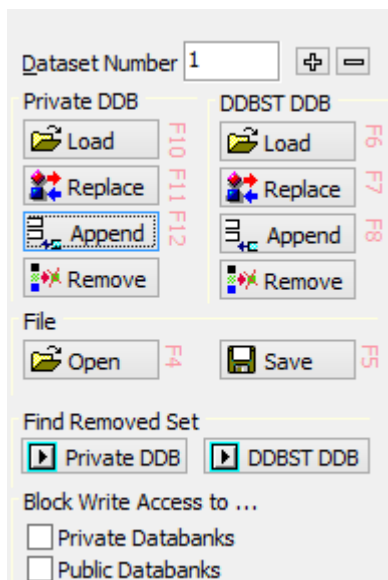 Dataset Number 1
Private DDB DDBST DDB
Load F10 Load F6
Replace F11 Replace F7
Append F12 Append F8
Remove Remove
File
Open F4 Save F5
Find Removed Set
Private DDB DDBST DDB
Block Write Access to ...
Private Databanks
Public Databanks